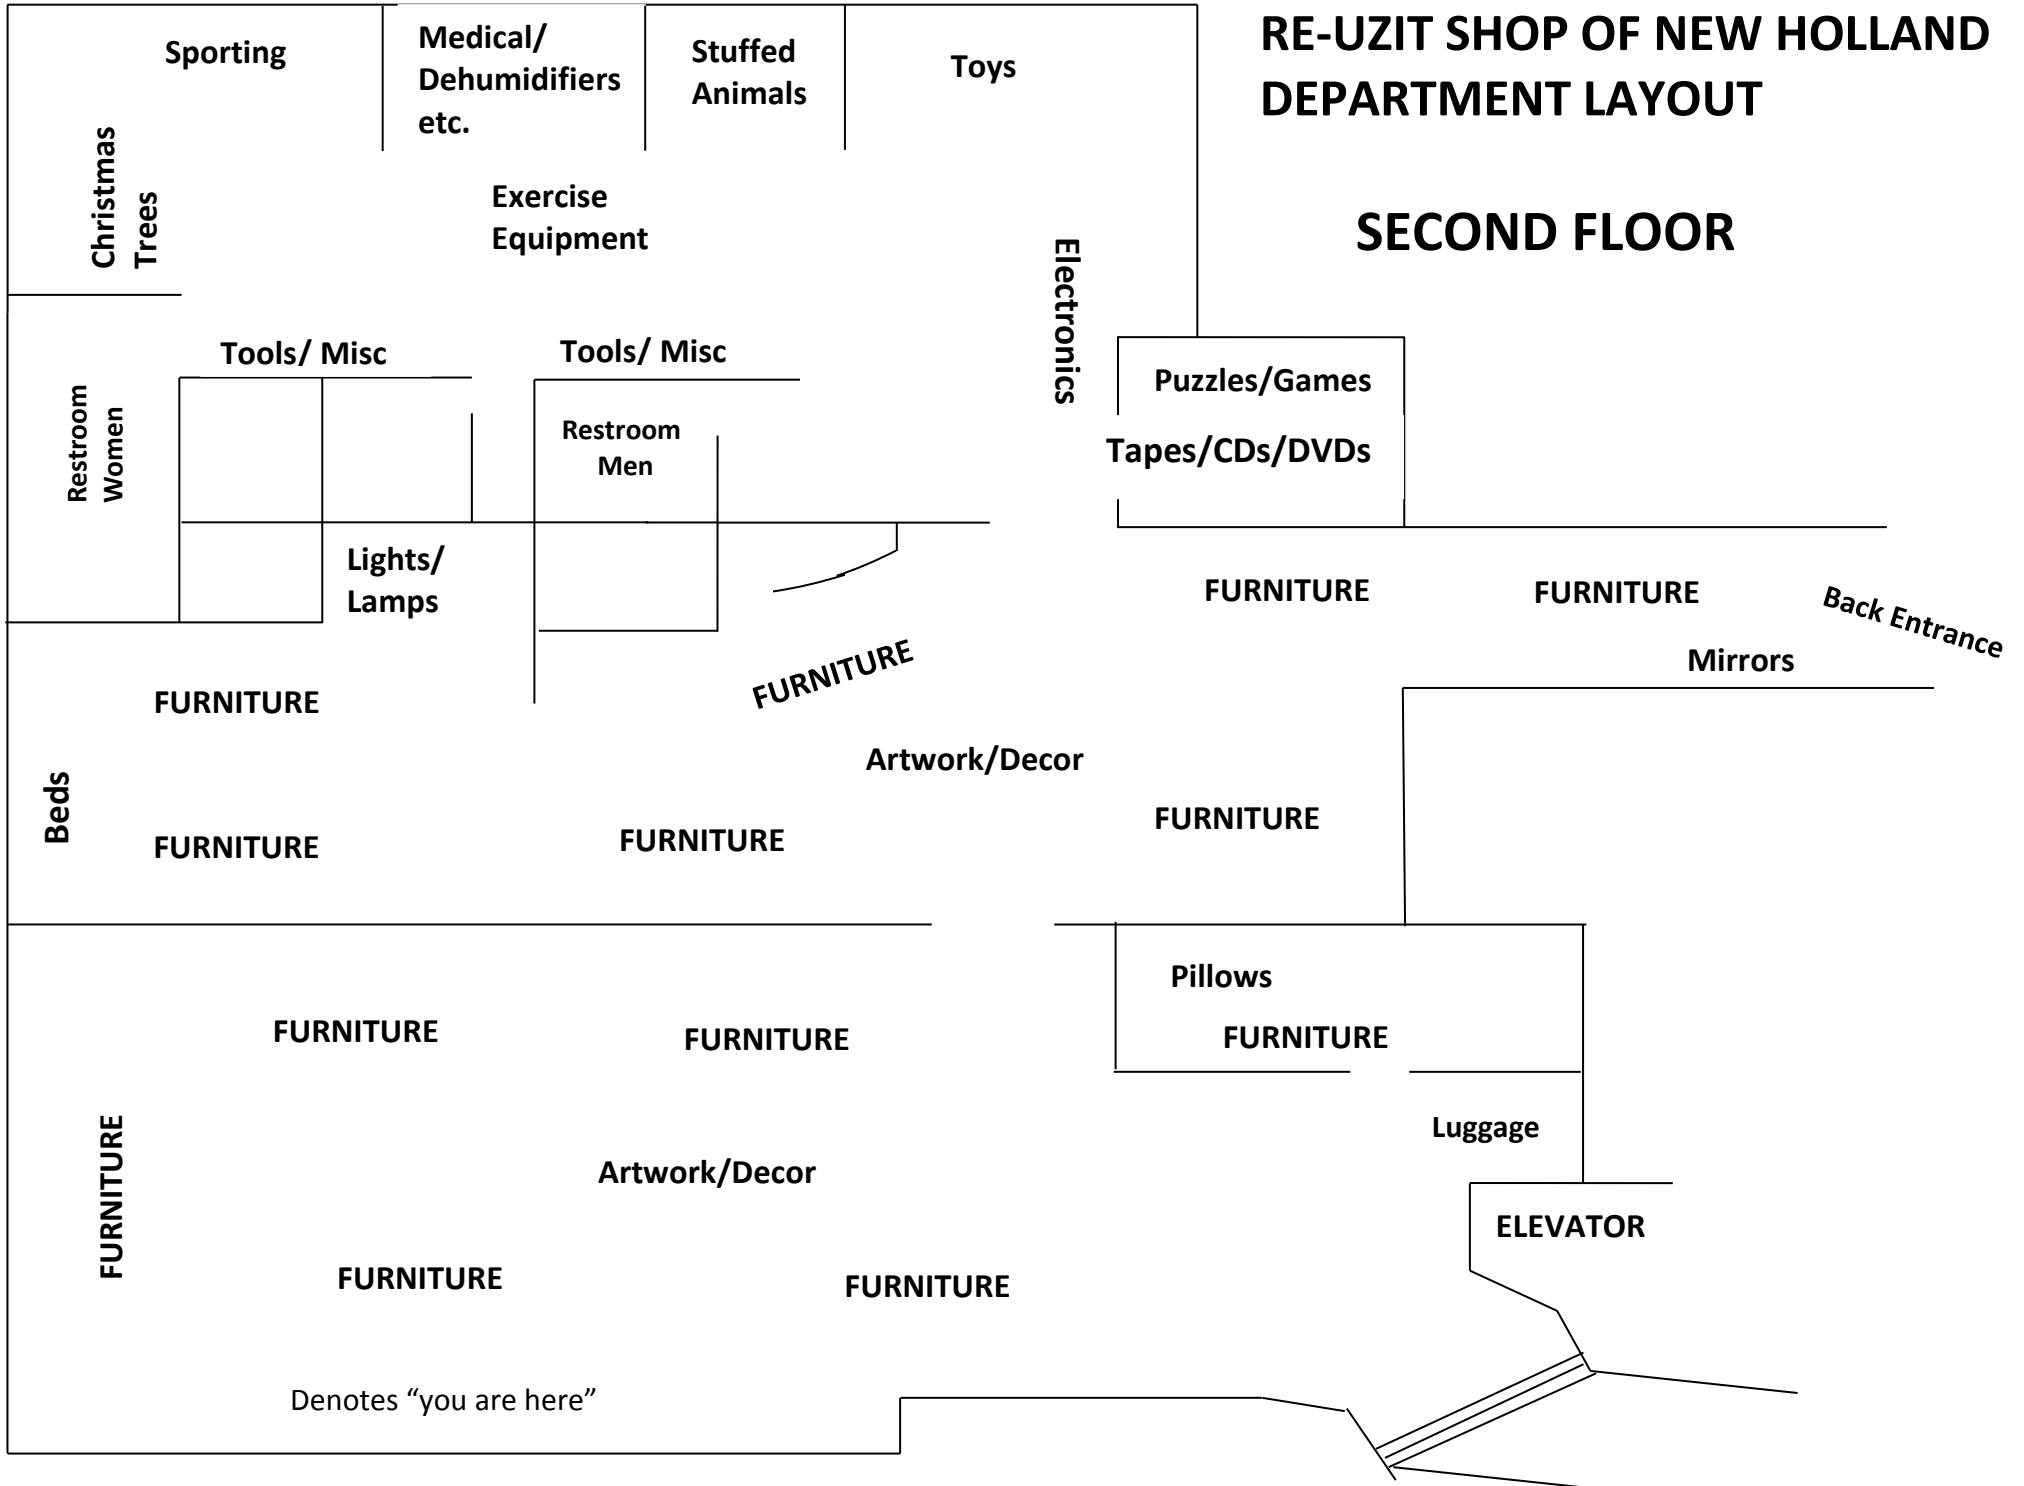 RE-UZIT SHOP OF NEW HOLLAND
DEPARTMENT LAYOUT
SECOND FLOOR
Sporting
Medical/
Dehumidifiers
etc.
Stuffed
Animals
Toys
Christmas
Trees
Exercise
Equipment
Electronics
Tools/ Misc
Tools/ Misc
Puzzles/Games
Tapes/CDs/DVDs
Restroom
Women
Restroom
Men
Lights/
Lamps
FURNITURE
FURNITURE
Back Entrance
Mirrors
FURNITURE
FURNITURE
Artwork/Decor
Beds
FURNITURE
FURNITURE
FURNITURE
Pillows
FURNITURE
FURNITURE
FURNITURE
Luggage
FURNITURE
Artwork/Decor
ELEVATOR
FURNITURE
FURNITURE
Denotes “you are here”